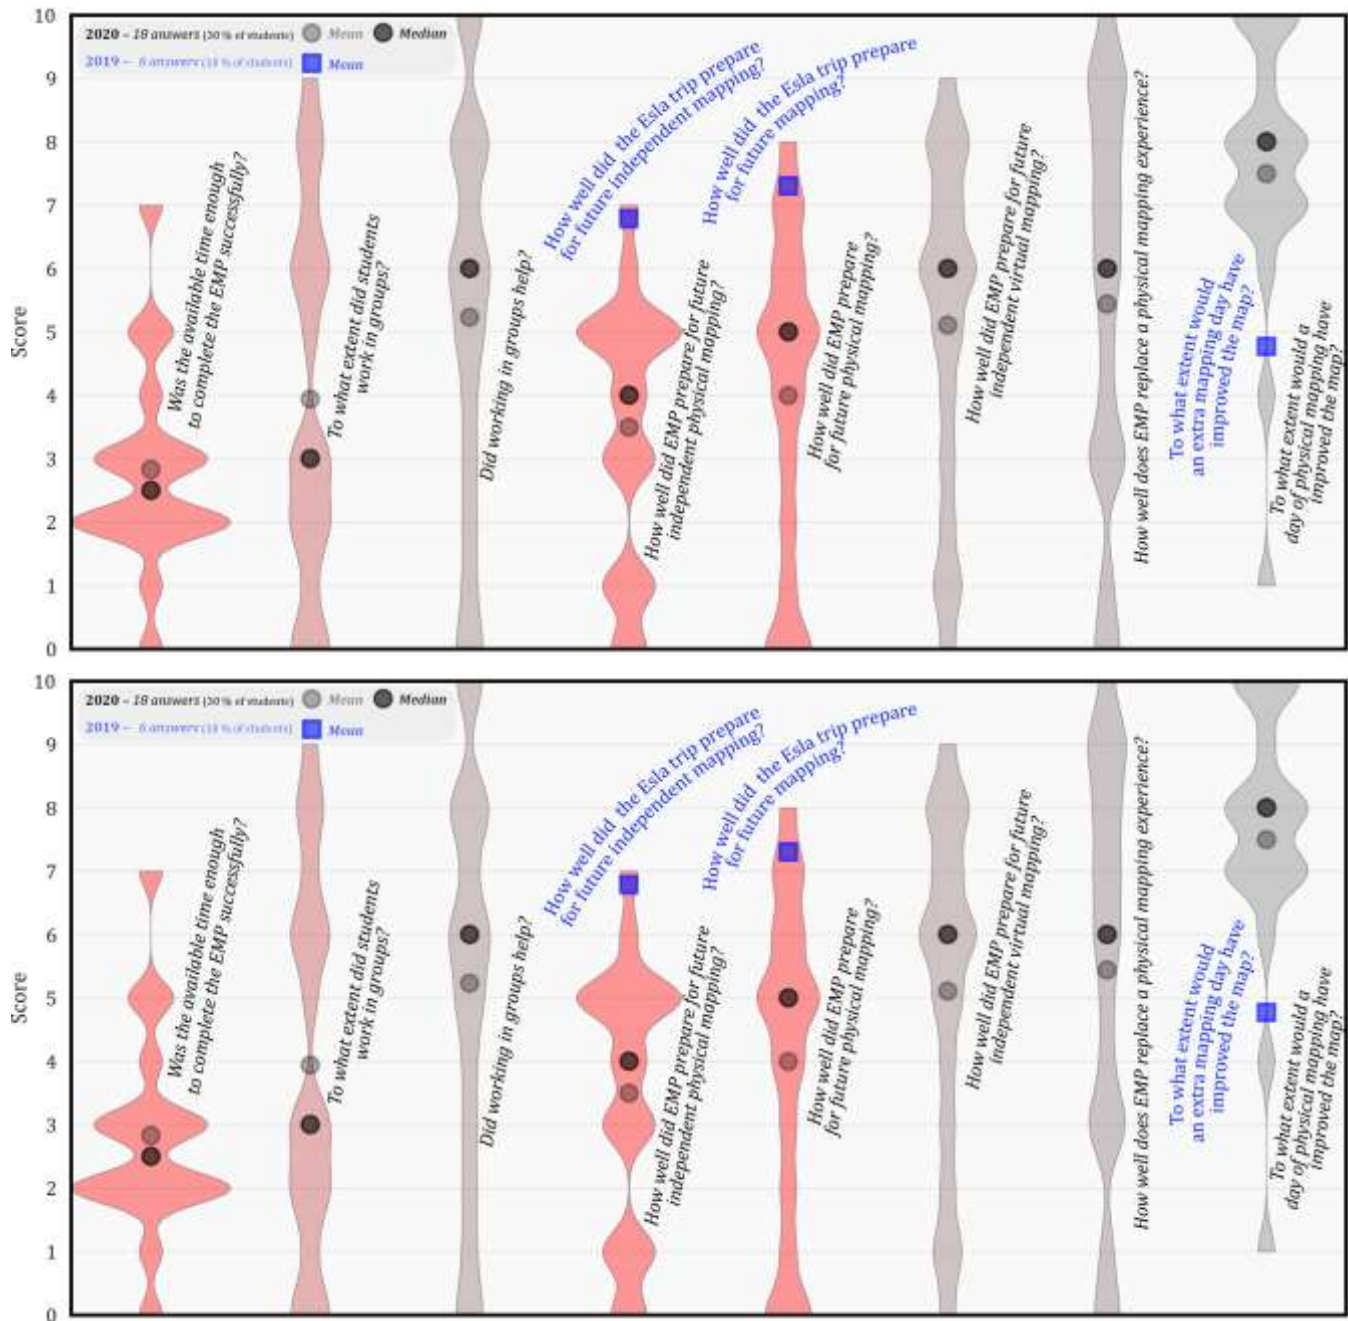 10
2020 – 18 answers (30 % of students) Mean Median
2019 – 6 answers (18 % of students) Mean
9
8
7
6
5
4
3
2
1
0
Score
Was the available time enough
to complete the EMP successfully?
To what extent did students
work in groups?
Did working in groups help?
How well did the Esla trip prepare
for future independent mapping?
How well did EMP prepare for future
independent physical mapping?
How well did the Esla trip prepare
for future mapping?
How well did EMP prepare
for future physical mapping?
How well did EMP prepare for future
independent virtual mapping?
How well does EMP replace a physical mapping experience?
To what extent would
an extra mapping day have
improved the map?
To what extent would a
day of physical mapping have
improved the map?
10
2020 – 18 answers (30 % of students) Mean Median
2019 – 6 answers (18 % of students) Mean
9
8
7
6
5
4
3
2
1
0
Score
Was the available time enough
to complete the EMP successfully?
To what extent did students
work in groups?
Did working in groups help?
How well did the Esla trip prepare
for future independent mapping?
How well did EMP prepare for future
independent physical mapping?
How well did the Esla trip prepare
for future mapping?
How well did EMP prepare
for future physical mapping?
How well did EMP prepare for future
independent virtual mapping?
How well does EMP replace a physical mapping experience?
To what extent would
an extra mapping day have
improved the map?
To what extent would a
day of physical mapping have
improved the map?